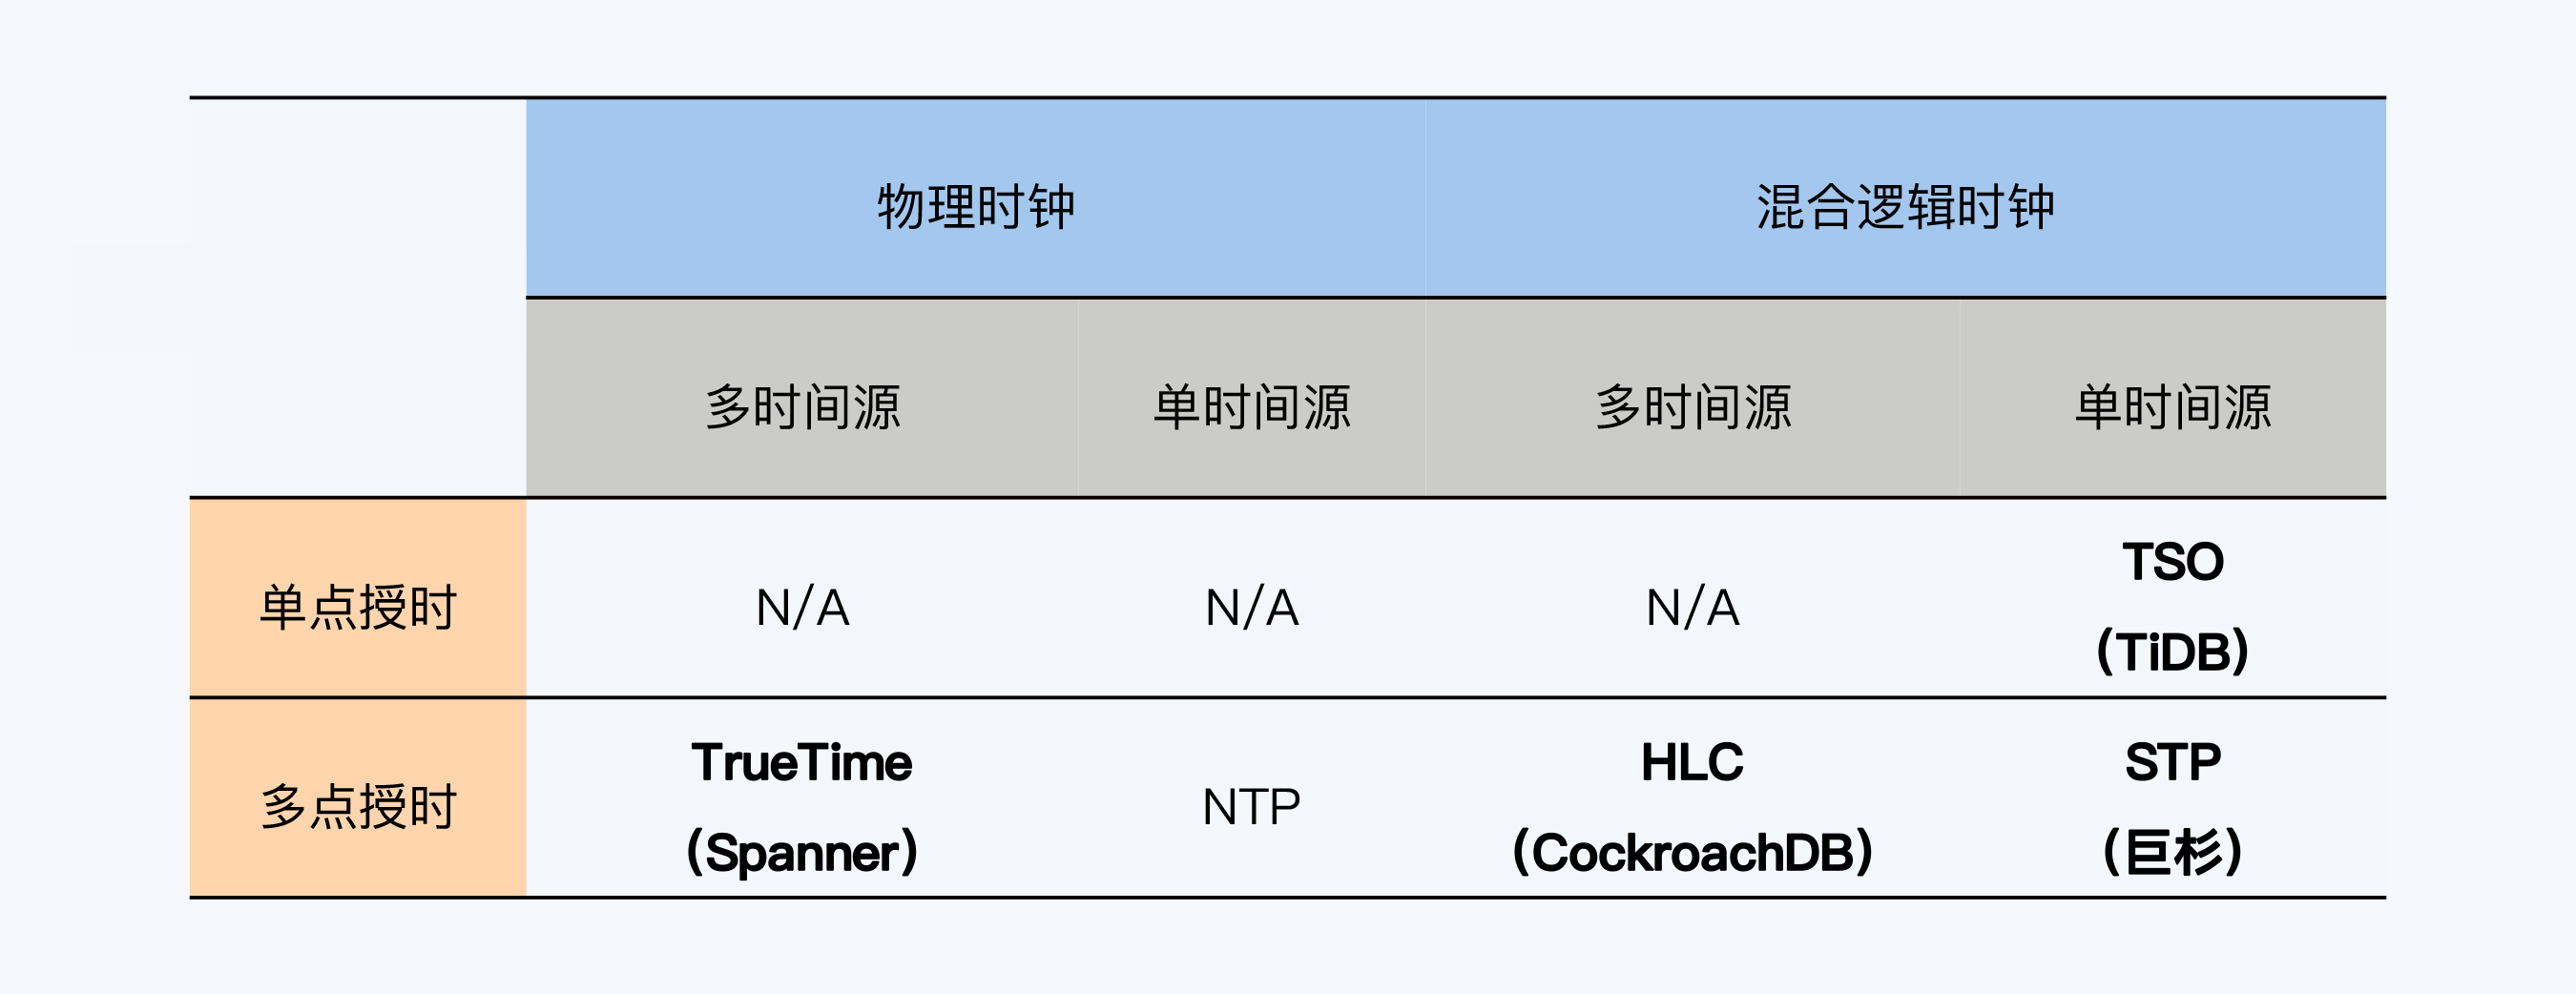 物理时钟 混合逻辑时钟
多时间源 单时间源 多时间源 单时间源
单点授时 N/A N/A N/A TSO
(TiDB)
多点授时 TrueTime
(Spanner) NTP HLC
(CockroachDB) STP
(巨杉)